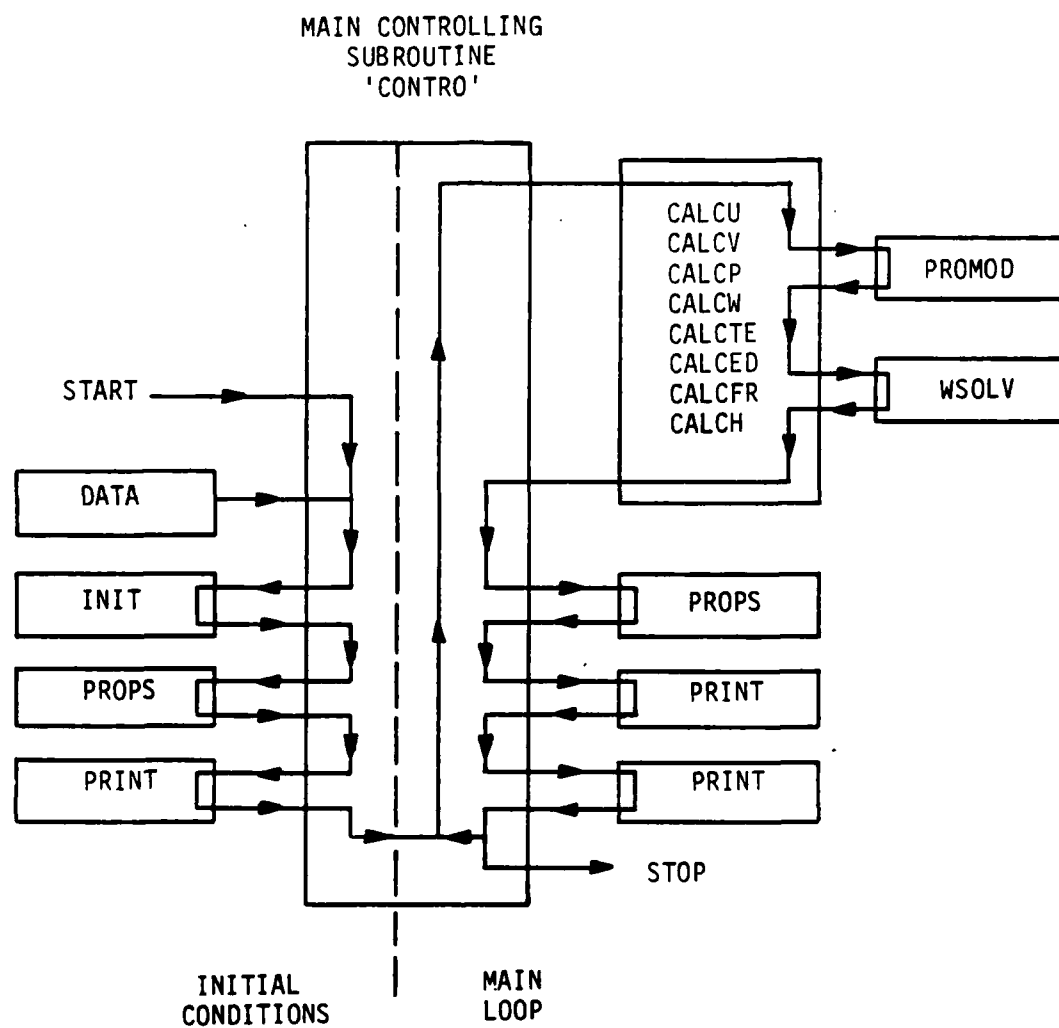 MAIN CONTROLLING
SUBROUTINE
'CONTRO'
CALCU
CALCV
CALCP
CALCW
CALCTE
CALCED
CALCFR
CALCH
PROMOD
WSOLV
START
DATA
INIT
PROPS
PRINT
PROPS
PRINT
PRINT
STOP
INITIAL
CONDITIONS
MAIN
LOOP